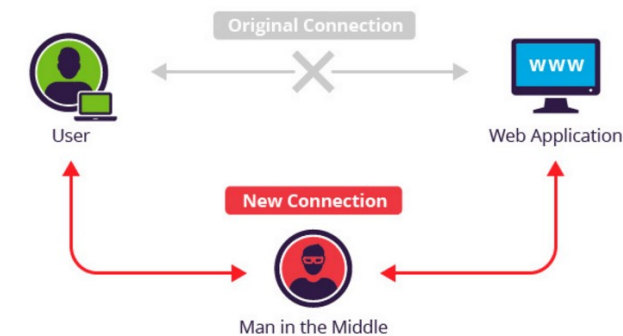 Original Connection
www
User
Web Application
New Connection
Man in the Middle